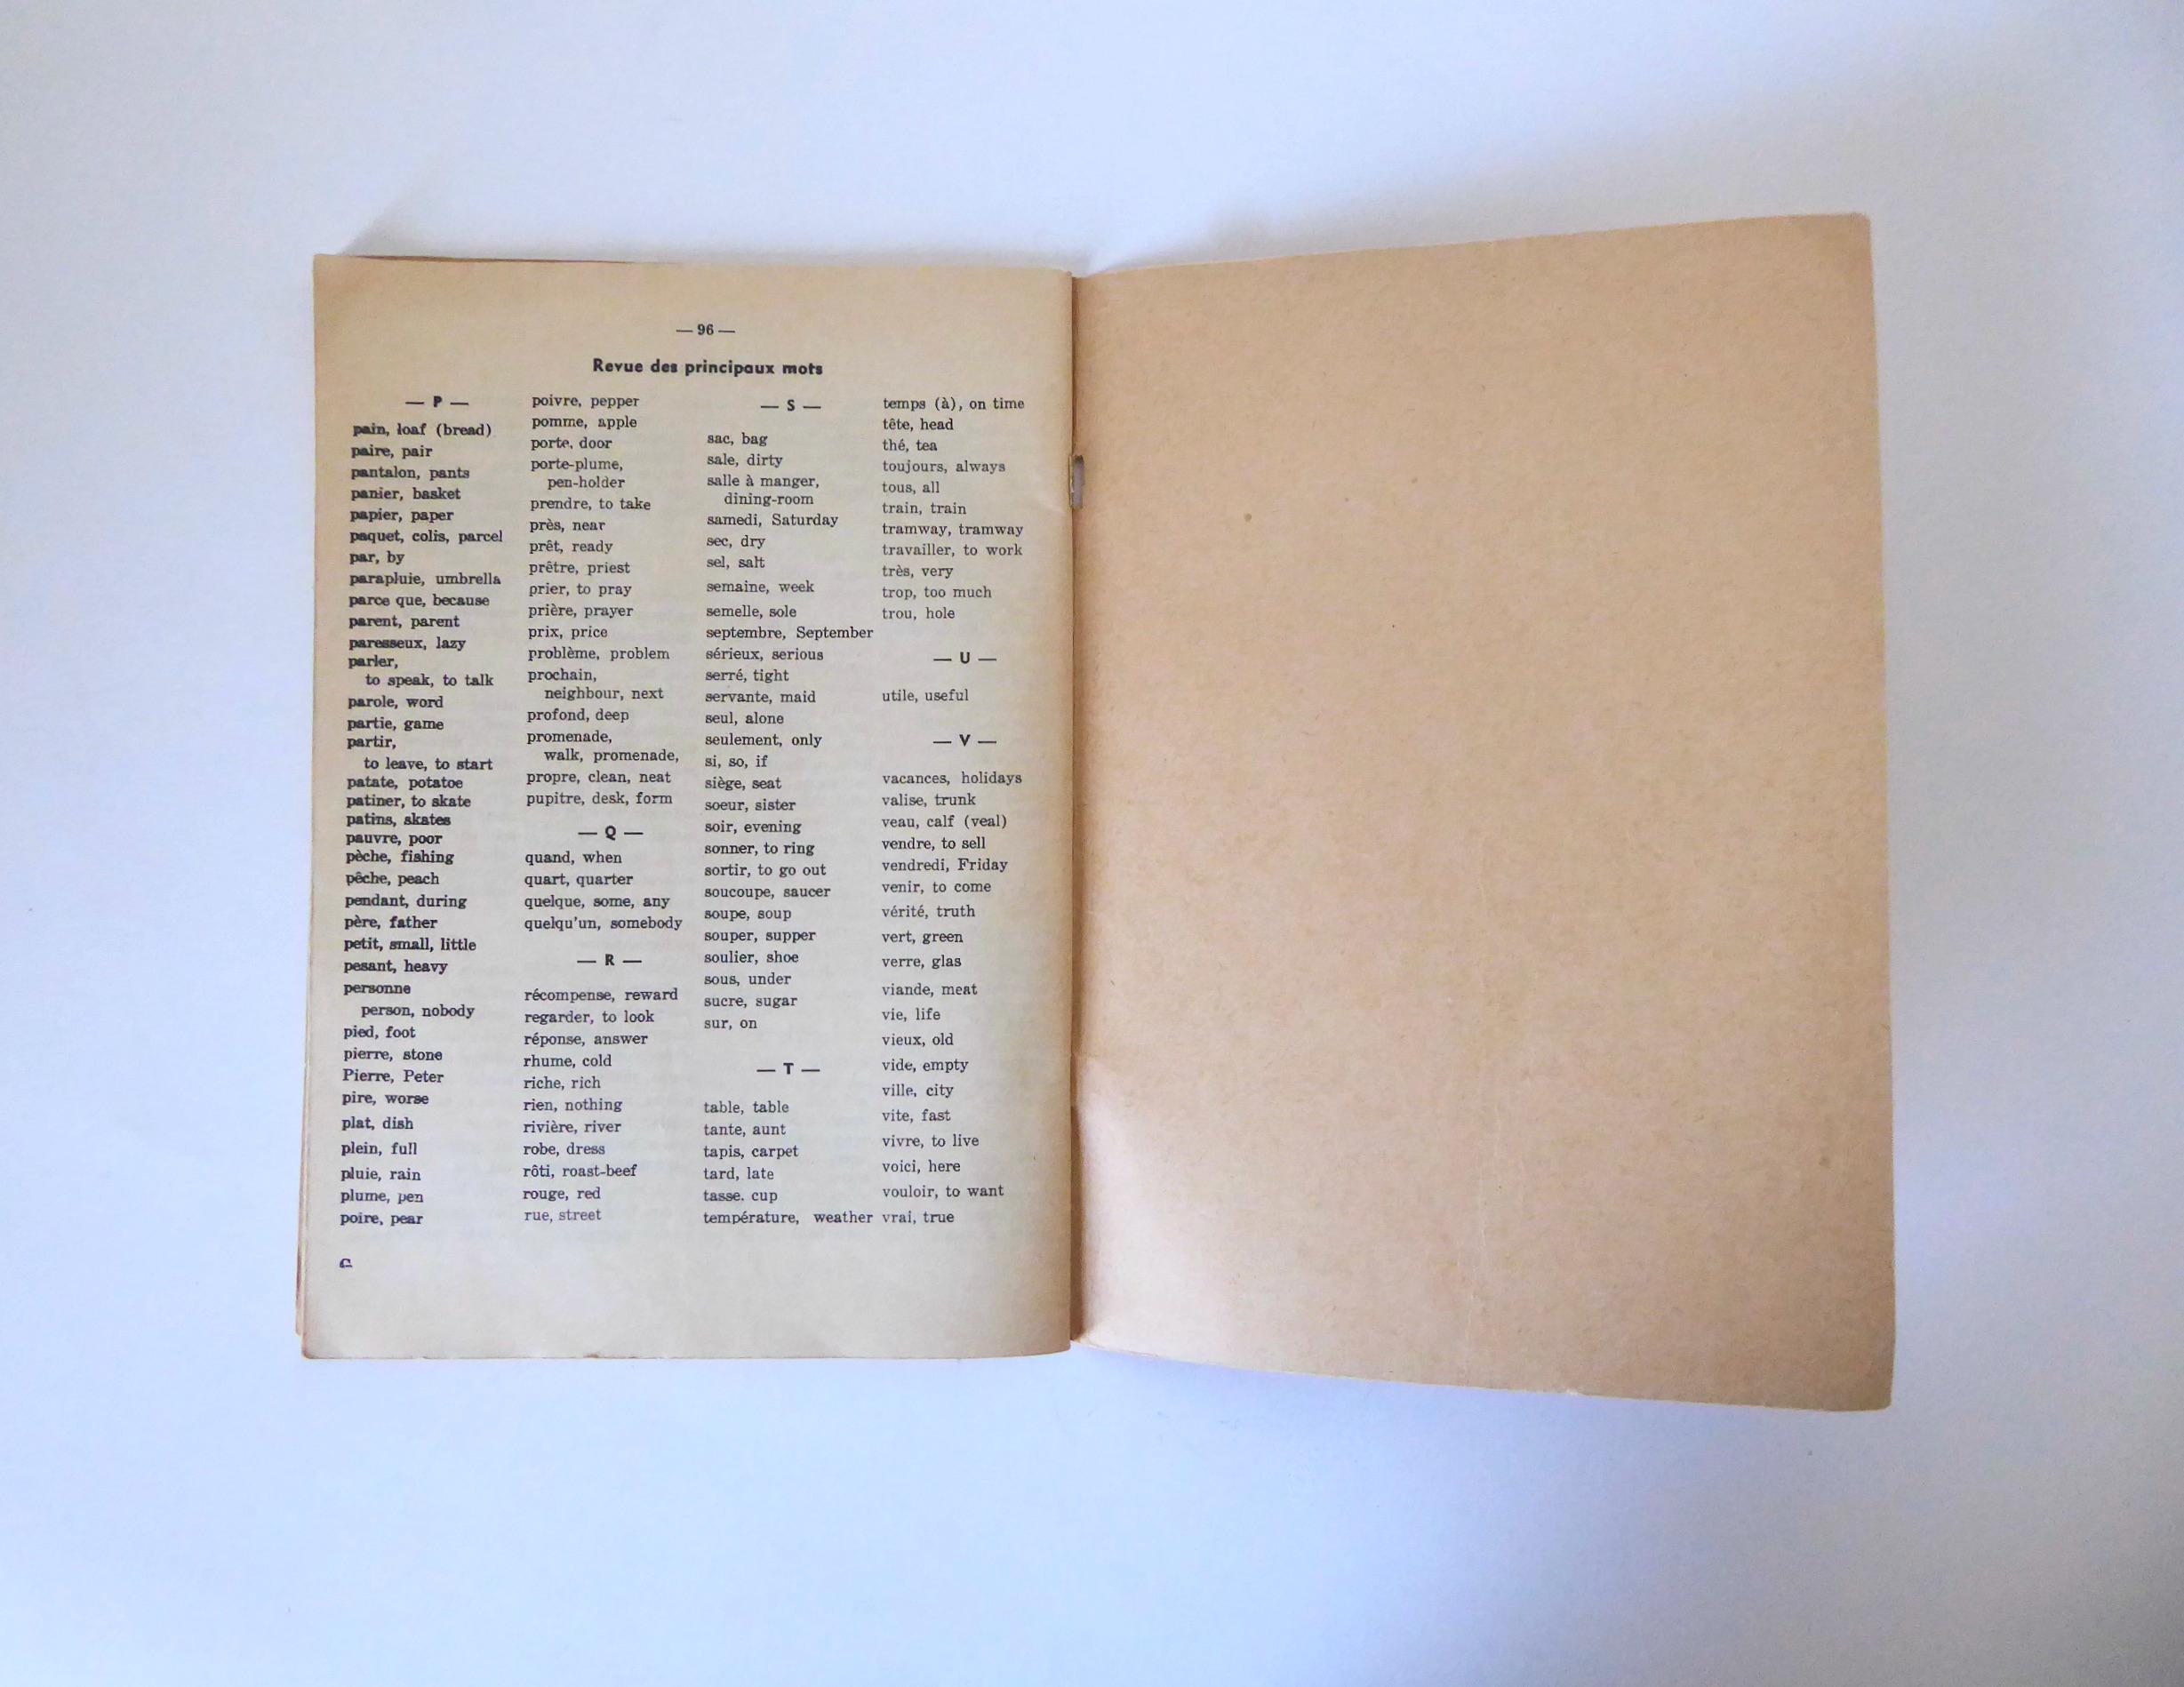 — 96 —
Revue des principaux mots
— P —
pain, loaf (bread)
paire, pair
pantalon, pants
panier, basket
papier, paper
paquet, colis, parcel
par, by
parapluie, umbrella
parce que, because
parent, parent
paresseux, lazy
parler,
to speak, to talk
parole, word
partie, game
partir,
to leave, to start
patate, potatoe
patiner, to skate
patins, skates
pauvre, poor
pèche, fishing
pêche, peach
pendant, during
père, father
petit, small, little
pesant, heavy
personne
person, nobody
pied, foot
pierre, stone
Pierre, Peter
pire, worse
plat, dish
plein, full
pluie, rain
plume, pen
poire, pear
poivre, pepper
pomme, apple
porte, door
porte-plume,
pen-holder
prendre, to take
près, near
prêt, ready
prêtre, priest
prier, to pray
prière, prayer
prix, price
problème, problem
prochain,
neighbour, next
profond, deep
promenade,
walk, promenade,
propre, clean, neat
pupitre, desk, form
— Q —
quand, when
quart, quarter
quelque, some, any
quelqu'un, somebody
— R —
récompense, reward
regarder, to look
réponse, answer
rhume, cold
riche, rich
rien, nothing
rivière, river
robe, dress
rôti, roast-beef
rouge, red
rue, street
— S —
sac, bag
sale, dirty
salle à manger,
dining-room
samedi, Saturday
sec, dry
sel, salt
semaine, week
semelle, sole
septembre, September
sérieux, serious
serré, tight
servante, maid
seul, alone
seulement, only
si, so, if
siège, seat
soeur, sister
soir, evening
sonner, to ring
sortir, to go out
soucoupe, saucer
soupe, soup
souper, supper
soulier, shoe
sous, under
sucre, sugar
sur, on
— T —
table, table
tante, aunt
tapis, carpet
tard, late
tasse. cup
température, weather
temps (à), on time
tête, head
thé, tea
toujours, always
tous, all
train, train
tramway, tramway
travailler, to work
très, very
trop, too much
trou, hole
— U —
utile, useful
— V —
vacances, holidays
valise, trunk
veau, calf (veal)
vendre, to sell
vendredi, Friday
venir, to come
vérité, truth
vert, green
verre, glas
viande, meat
vie, life
vieux, old
vide, empty
ville, city
vite, fast
vivre, to live
voici, here
vouloir, to want
vrai, true